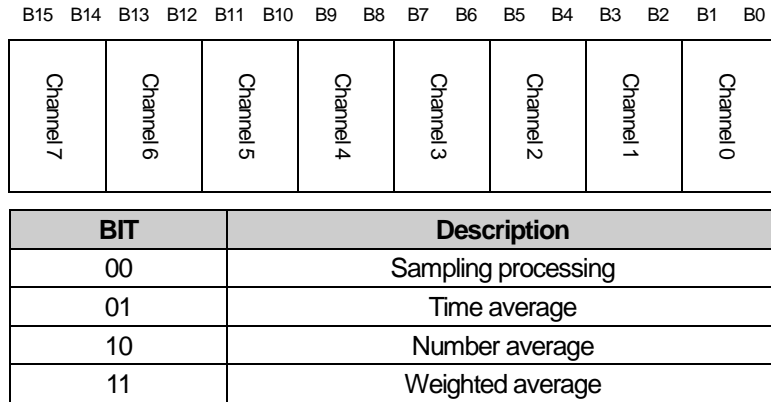 B15 B14 B13 B12 B11 B10 B9 B8 B7 B6 B5 B4 B3 B2 B1 B0
Channel 7 Channel 6 Channel 5 Channel 4 Channel 3 Channel 2 Channel 1 Channel 0
BIT Description
00 Sampling processing
01 Time average
10 Number average
11 Weighted average